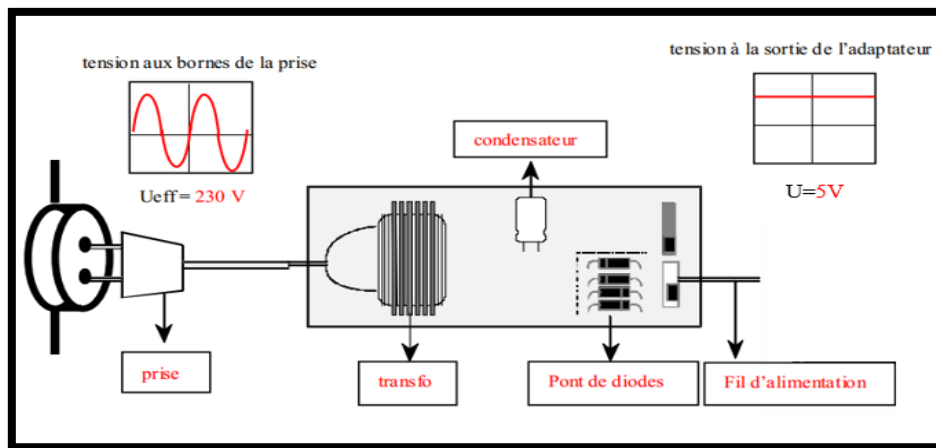 tension aux bornes de la prise
tension à la sortie de l'adaptateur
condensateur
Ueff= 230 V
U=5V
prise
transfo
Pont de diodes
Fil d'alimentation